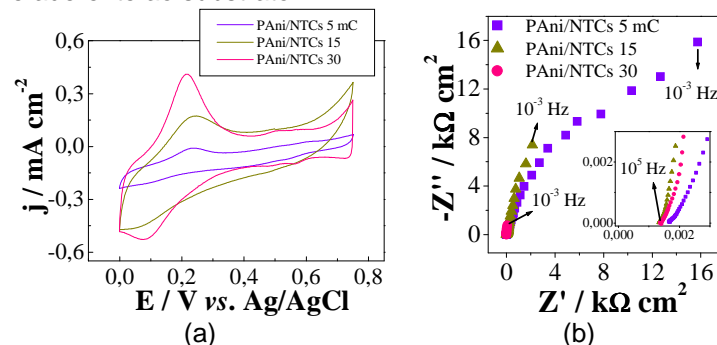 PAni/NTCs 5 mC
PAni/NTCs 15
PAni/NTCs 30
0,6
0,3
0,0
-0,3
-0,6
j / mA cm-2
0,0 0,2 0,4 0,6 0,8
E / V vs. Ag/AgCl
(a)
PAni/NTCs 5 mC
PAni/NTCs 15
PAni/NTCs 30
16
12
8
4
0
-Z'' / kΩ cm2
10-3 Hz
10-3 Hz
10-3 Hz
0,002
105 Hz
0,000
0,000 0,002
0 4 8 12 16
Z' / kΩ cm2
(b)